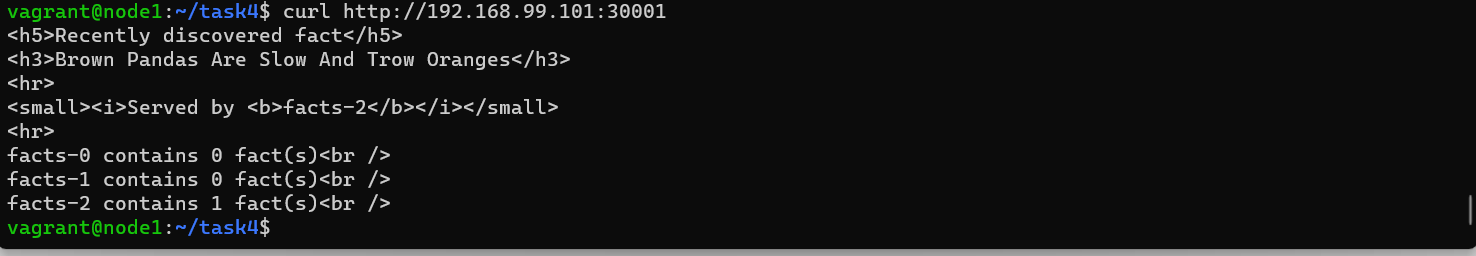 vagrant@node1:~/task4$ curl http://192.168.99.101:30001
<h5>Recently discovered fact</h5>
<h3>Brown Pandas Are Slow And Trow Oranges</h3>
<hr>
<small><i>Served by <b>facts-2</b></i></small>
<hr>
facts-0 contains 0 fact(s)<br />
facts-1 contains 0 fact(s)<br />
facts-2 contains 1 fact(s)<br />
vagrant@node1:~/task4$